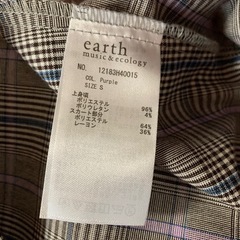 earth
music&ecology
NO. 12183H40015
COL. Purple
SIZE S
上身頃
ポリエステル 96%
ポリウレタン 4%
スカート部分
ポリエステル 64%
レーヨン 36%